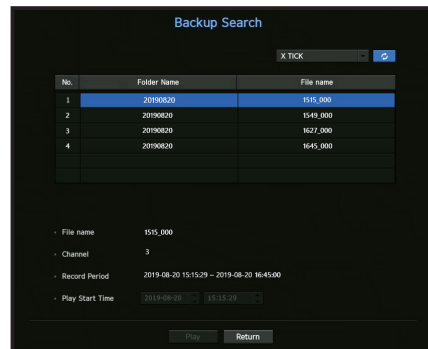 Backup Search
X TICK
No. Folder Name File name
1 20190820 1515_000
2 20190820 1549_000
3 20190820 1627_000
4 20190820 1645_000
File name 1515_000
Channel 3
Record Period 2019-08-20 15:15:29 ~ 2019-08-20 16:45:00
Play Start Time 2019-08-20 15:15:29
Play Return